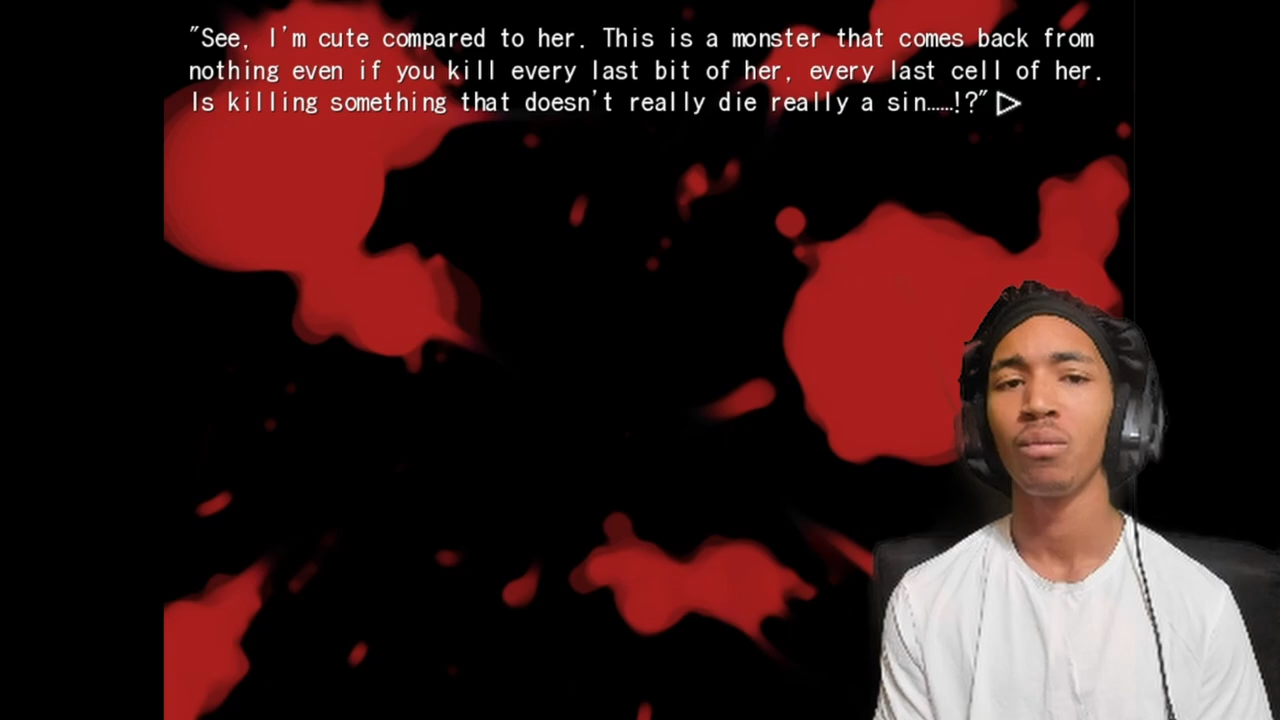 "See, I'm cute compared to her. This is a monster that comes back from
nothing even if you kill every last bit of her, every last cell of her.
Is killing something that doesn't really die really a sin……!?"